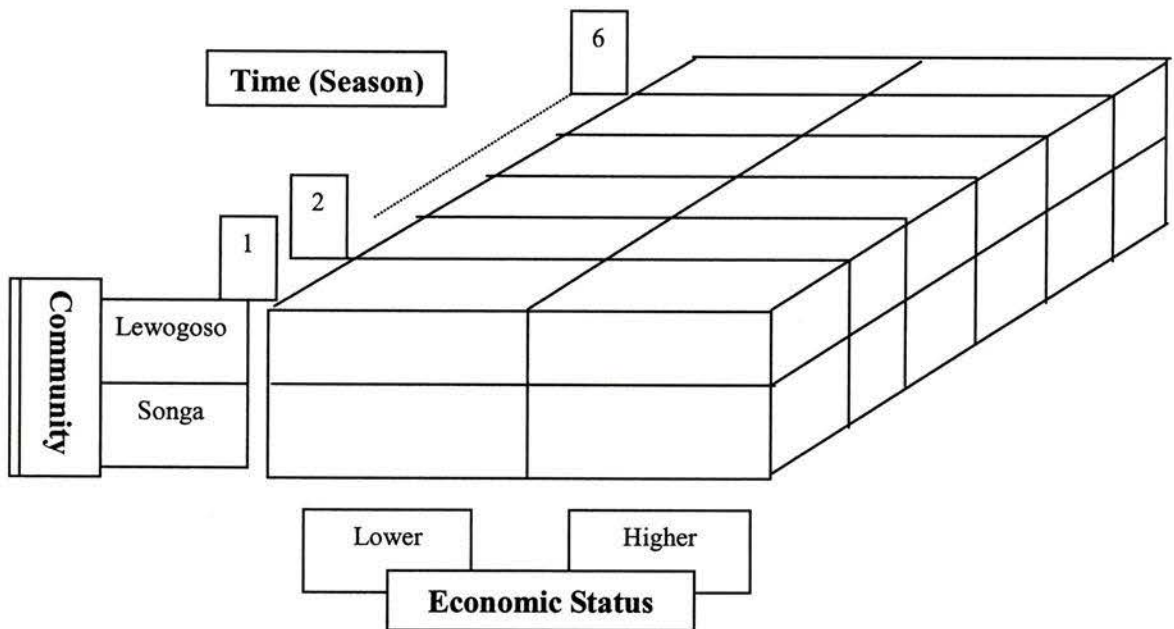 6
Time (Season)
2
1
Community
Lewogoso
Songa
Lower
Higher
Economic Status